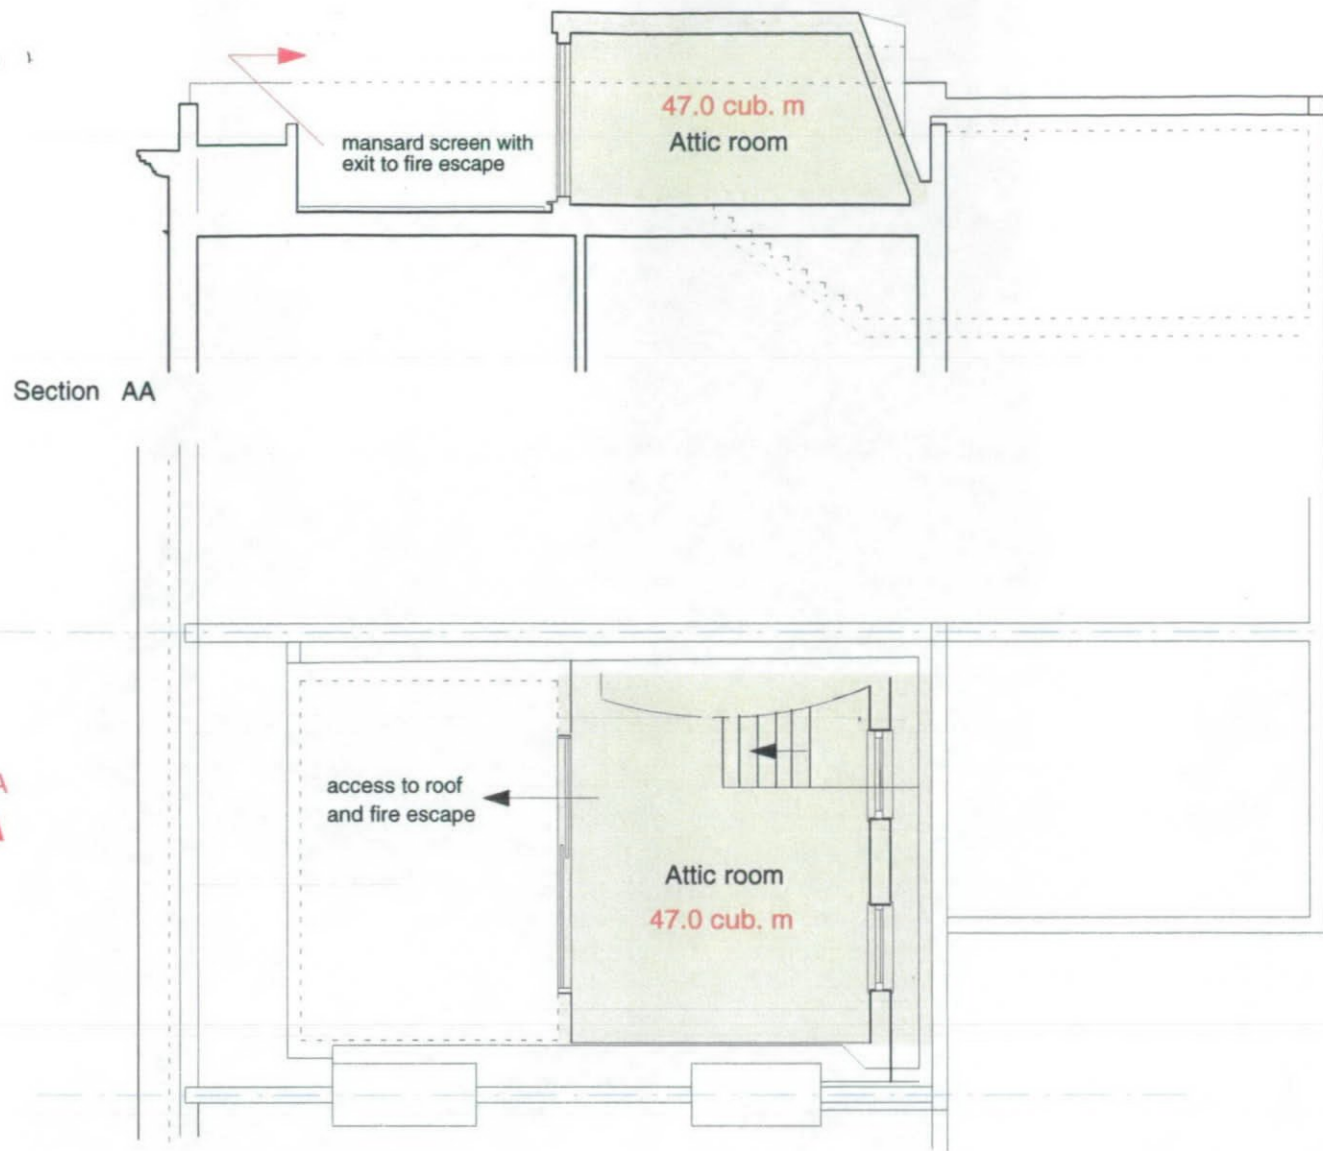 47.0 cub. m
Attic room
mansard screen with
exit to fire escape
Section AA
A
access to roof
and fire escape
Attic room
47.0 cub. m